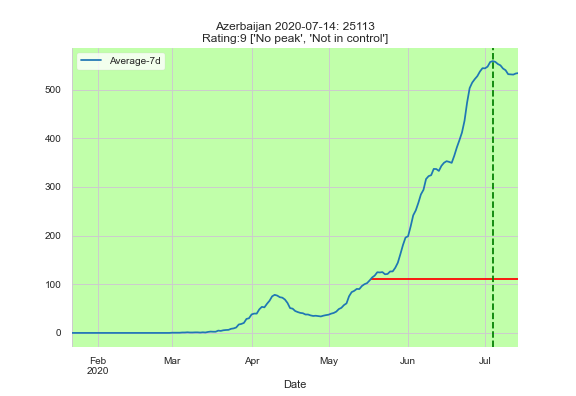 Azerbaijan 2020-07-14: 25113
Rating:9 ['No peak', 'Not in control']
Average-7d
500
400
300
200
100
0
Feb Mar Apr May Jun Jul
2020
Date